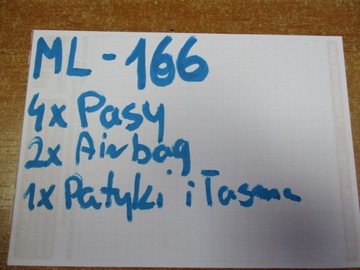 ML-166
4x Pasy
2x Airbag
1x Patyki i Tasma